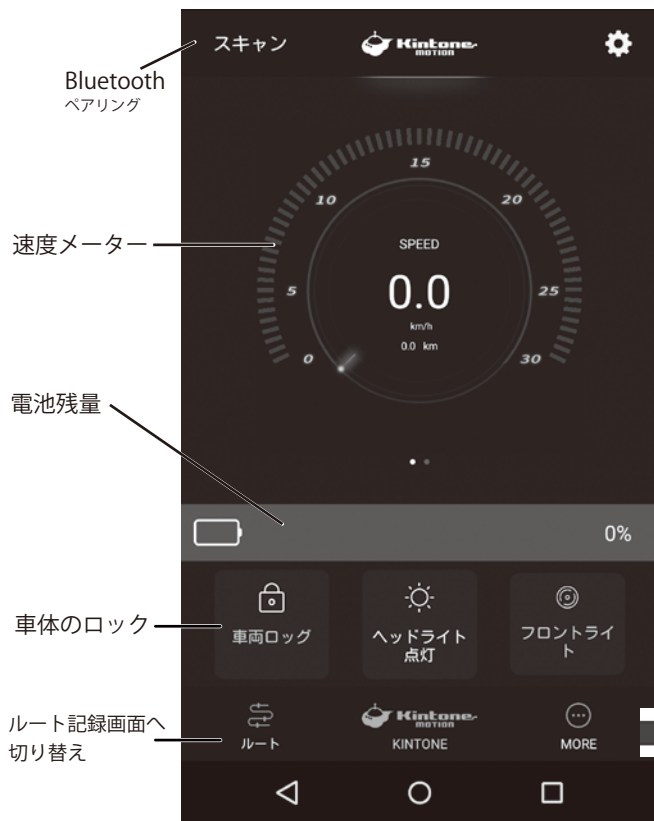 スキャン
Kintone
MOTION
Bluetooth
ペアリング
15
10
20
速度メーター
SPEED
0.0
5
25
km/h
0.0 km
0
30
電池残量
0%
車体のロック
車両ロッグ
ヘッドライト
点灯
フロントライ
ト
ルート記録画面へ
切り替え
ルート
Kintone
MOTION
KINTONE
MORE